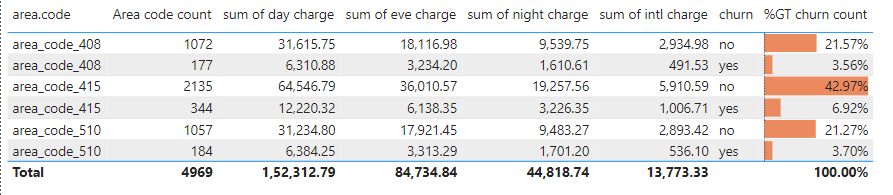 area.code Area code count sum of day charge sum of eve charge sum of night charge sum of intl charge churn %GT churn count
area_code_408 1072 31,615.75 18,116.98 9,539.75 2,934.98 no 21.57%
area_code_408 177 6,310.88 3,234.20 1,610.61 491.53 yes 3.56%
area_code_415 2135 64,546.79 36,010.57 19,257.56 5,910.59 no 42.97%
area_code_415 344 12,220.32 6,138.35 3,226.35 1,006.71 yes 6.92%
area_code_510 1057 31,234.80 17,921.45 9,483.27 2,893.42 no 21.27%
area_code_510 184 6,384.25 3,313.29 1,701.20 536.10 yes 3.70%
Total 4969 1,52,312.79 84,734.84 44,818.74 13,773.33 100.00%